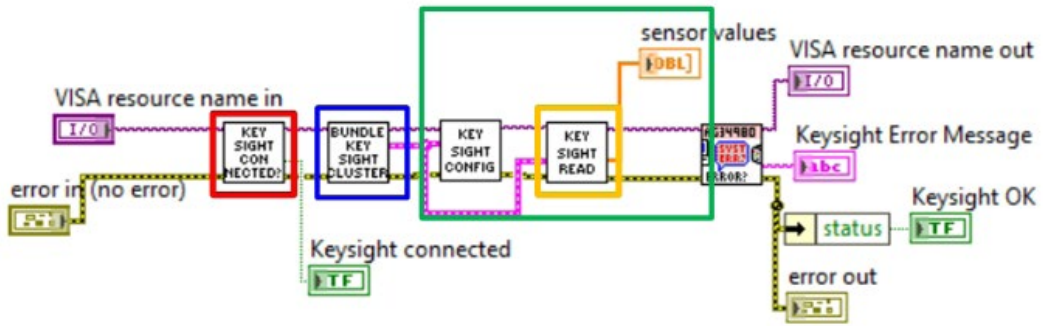 sensor values
DBL]
VISA resource name out
I/O
VISA resource name in
I/O
KEY
SIGHT
CON
NECTED?
BUNDLE
KEY
SIGHT
CLUSTER
KEY
SIGHT
CONFIG
KEY
SIGHT
READ
AG34980
SYST
ERR?
ERROR?
Keysight Error Message
abc
error in (no error)
Keysight OK
status
TF
Keysight connected
TF
error out